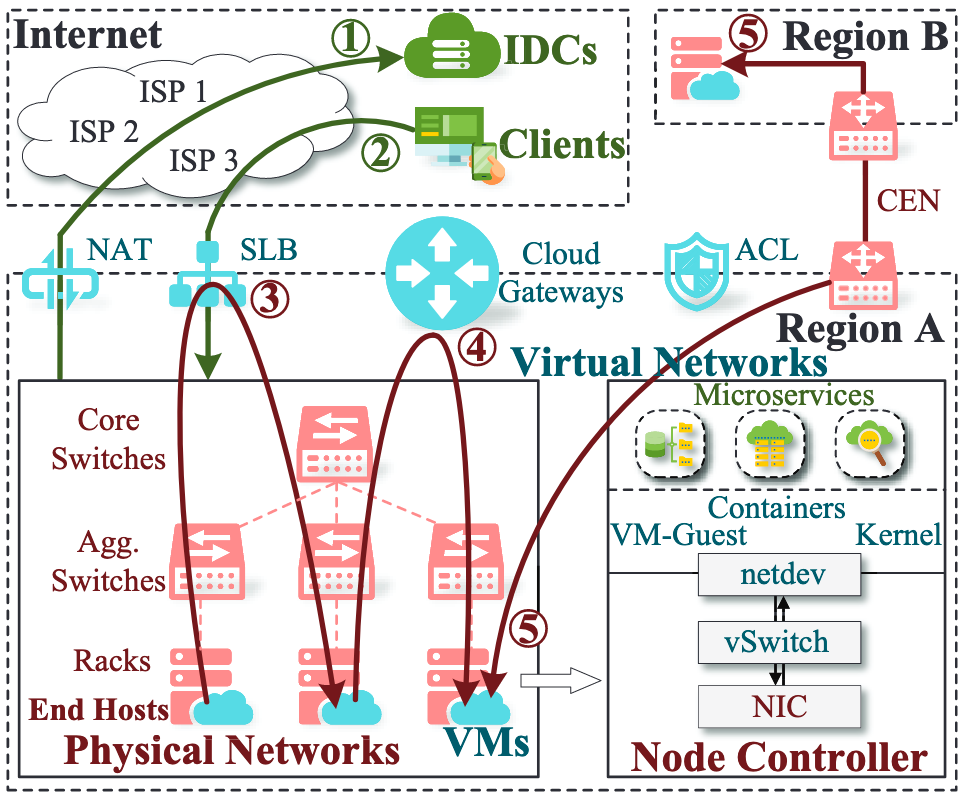 Internet
①
IDCs
ISP 1
ISP 2
ISP 3
②
Clients
⑤
Region B
CEN
NAT
SLB
③
Cloud
Gateways
④
ACL
Region A
Virtual Networks
Core
Switches
Agg.
Switches
Racks
End Hosts
Physical Networks
VMs
⑤
Microservices
Containers
VM-Guest
Kernel
netdev
vSwitch
NIC
Node Controller